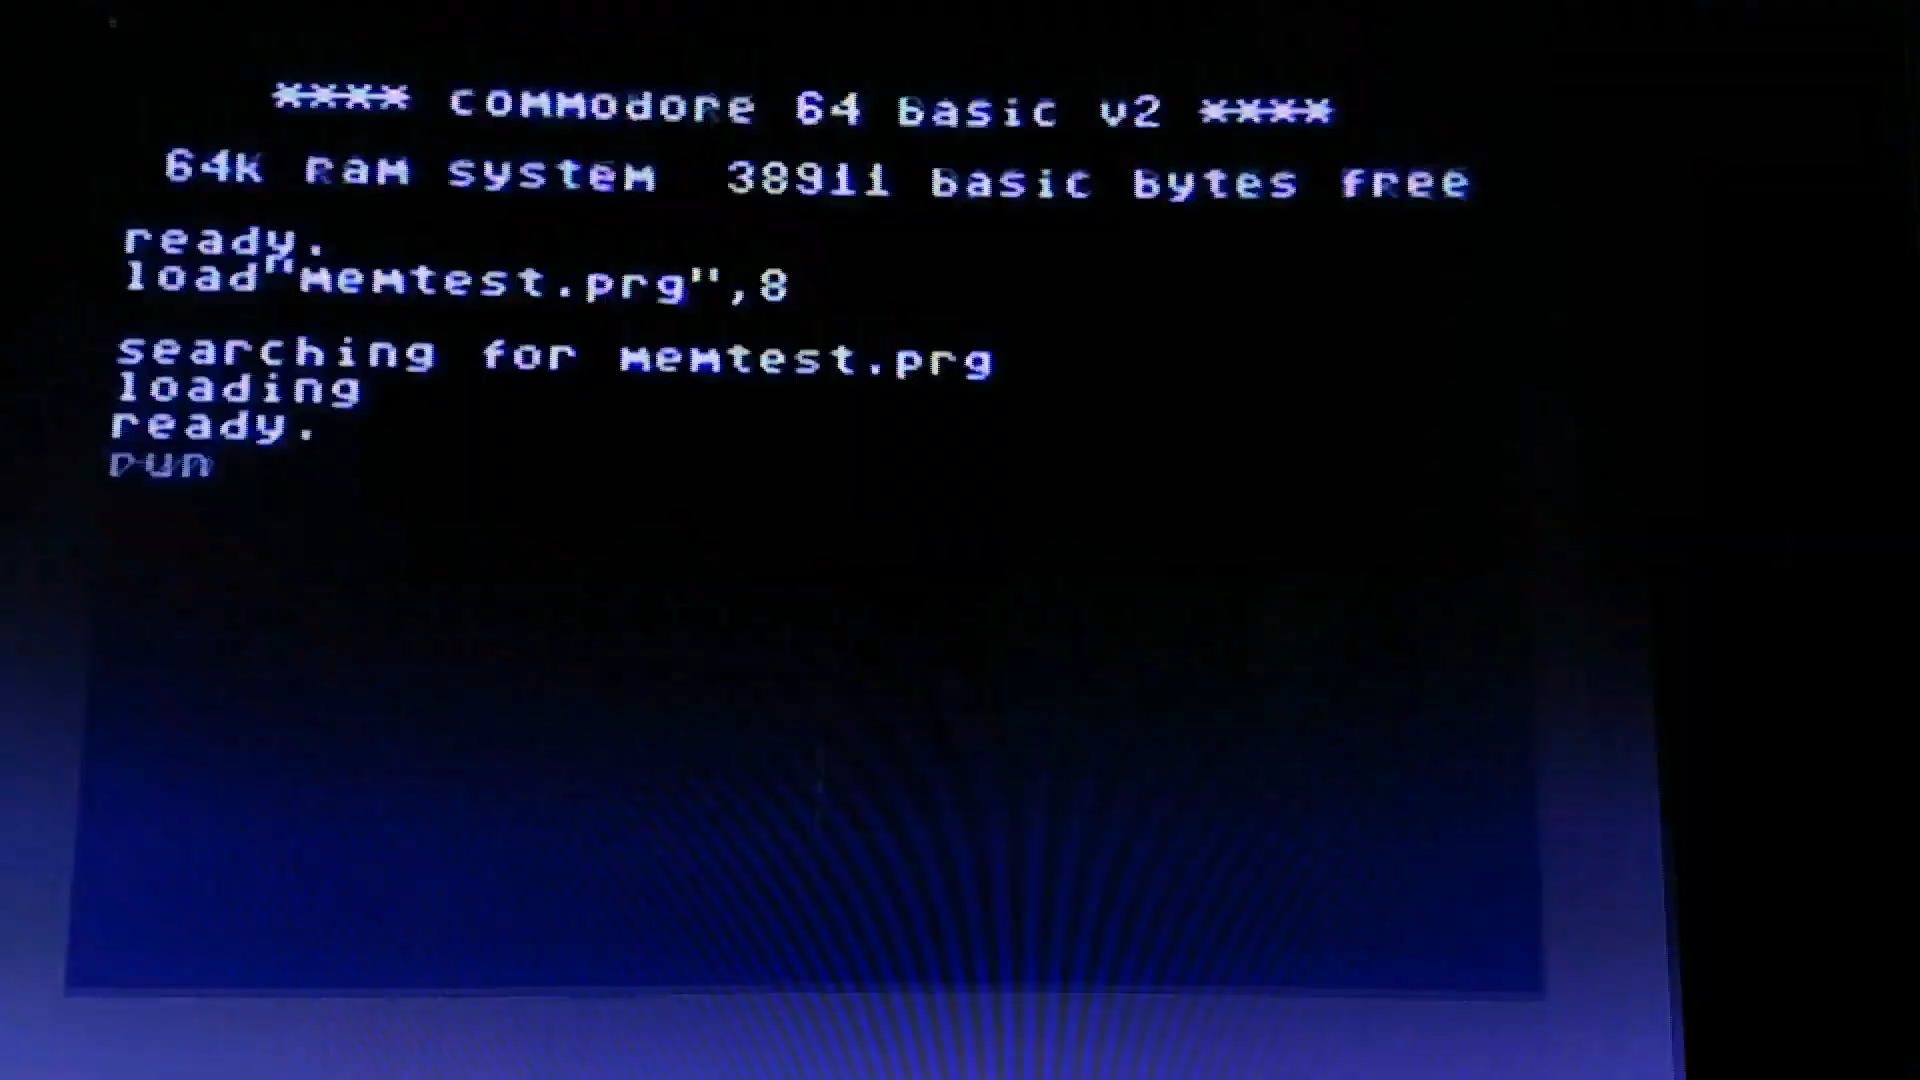 **** commodore 64 basic v2 ****
64k ram system 38911 basic bytes free
ready.
load"memtest.prg",8
searching for memtest.prg
loading
ready.
run